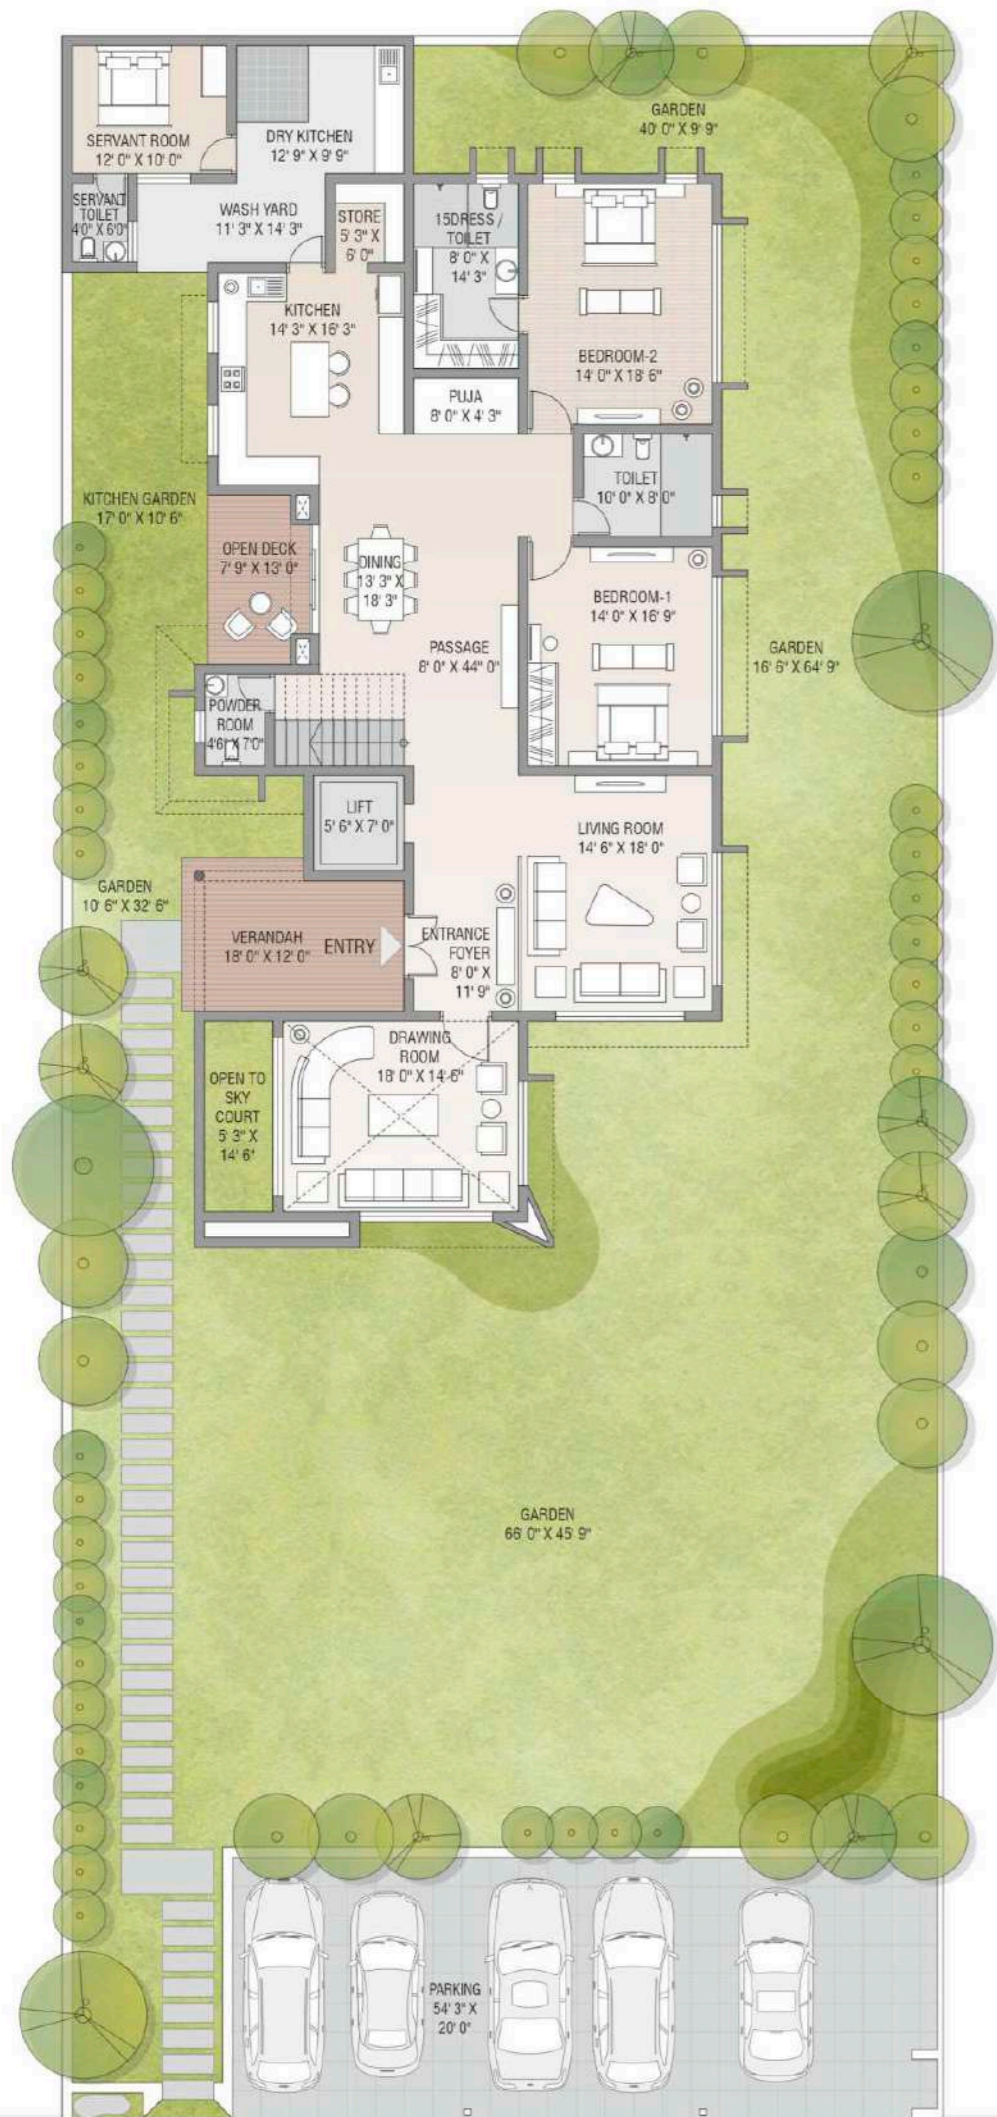 GARDEN
40' 0" X 9' 9"
SERVANT ROOM
12' 0" X 10' 0"
DRY KITCHEN
12' 9" X 9' 9"
SERVANT
TOILET
4'0" X 6'0"
WASH YARD
11' 3" X 14' 3"
STORE
5' 3" X
6' 0"
15DRESS /
TOILET
8' 0" X
14' 3"
KITCHEN
14' 3" X 16' 3"
BEDROOM-2
14' 0" X 18' 6"
PUJA
8' 0" X 4' 3"
TOILET
10' 0" X 8' 0"
KITCHEN GARDEN
17' 0" X 10' 6"
OPEN DECK
7' 9" X 13' 0"
DINING
13' 3" X
18' 3"
BEDROOM-1
14' 0" X 16' 9"
PASSAGE
8' 0" X 44' 0"
GARDEN
16' 6" X 64' 9"
POWDER
ROOM
4'6" X 7'0"
LIFT
5' 6" X 7' 0"
LIVING ROOM
14' 6" X 18' 0"
GARDEN
10' 6" X 32' 6"
VERANDAH
18' 0" X 12' 0"
ENTRY
ENTRANCE
FOYER
8' 0" X
11' 9"
DRAWING
ROOM
18' 0" X 14' 6"
OPEN TO
SKY
COURT
5' 3" X
14' 6"
GARDEN
66' 0" X 45' 9"
PARKING
54' 3" X
20' 0"